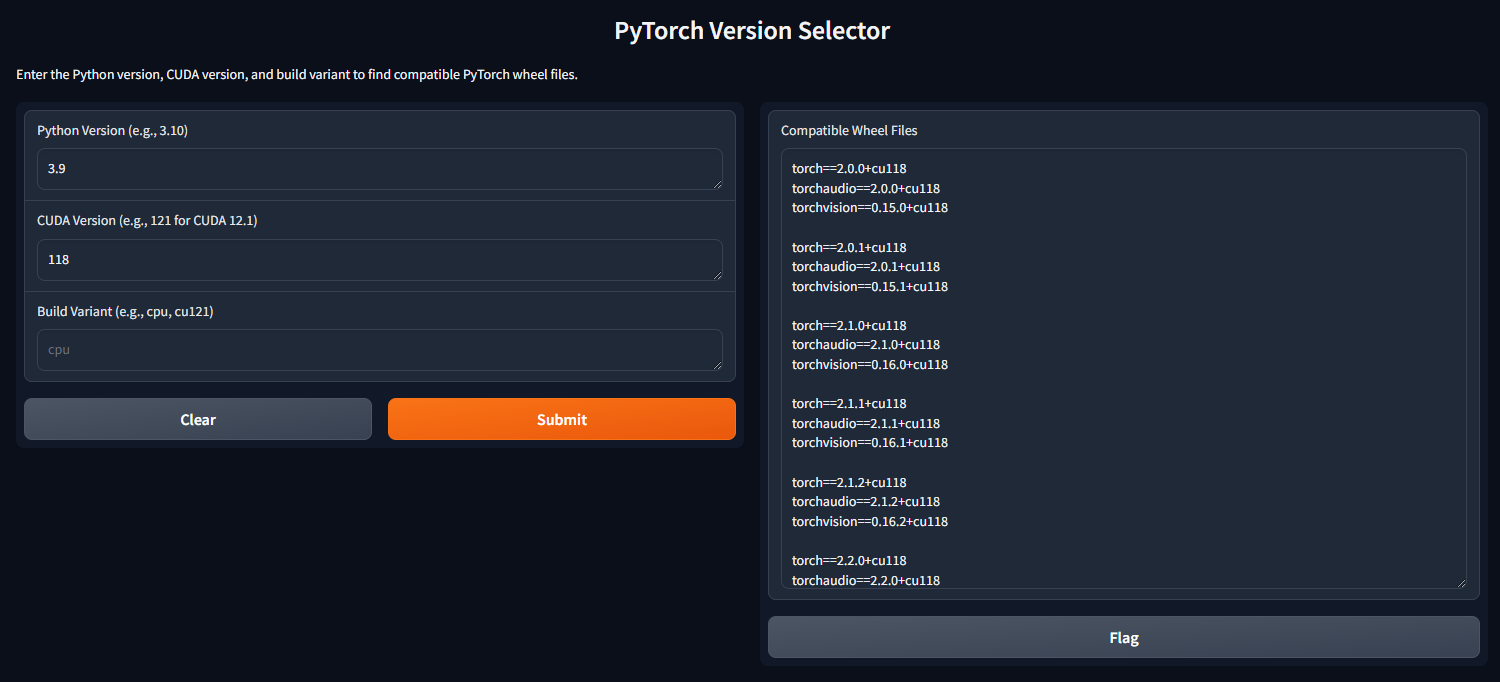 PyTorch Version Selector
Enter the Python version, CUDA version, and build variant to find compatible PyTorch wheel files.
Python Version (e.g., 3.10)
3.9
CUDA Version (e.g., 121 for CUDA 12.1)
118
Build Variant (e.g., cpu, cu121)
cpu
Clear
Submit
Compatible Wheel Files
torch==2.0.0+cu118
torchaudio==2.0.0+cu118
torchvision==0.15.0+cu118
torch==2.0.1+cu118
torchaudio==2.0.1+cu118
torchvision==0.15.1+cu118
torch==2.1.0+cu118
torchaudio==2.1.0+cu118
torchvision==0.16.0+cu118
torch==2.1.1+cu118
torchaudio==2.1.1+cu118
torchvision==0.16.1+cu118
torch==2.1.2+cu118
torchaudio==2.1.2+cu118
torchvision==0.16.2+cu118
torch==2.2.0+cu118
torchaudio==2.2.0+cu118
Flag